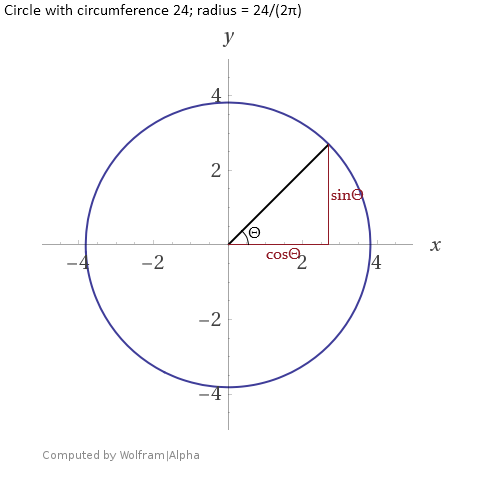 Circle with circumference 24; radius = 24/(2π)
y
4
2
sinΘ
Θ
x
cosΘ
−4
−2
2
4
−2
−4
Computed by Wolfram|Alpha